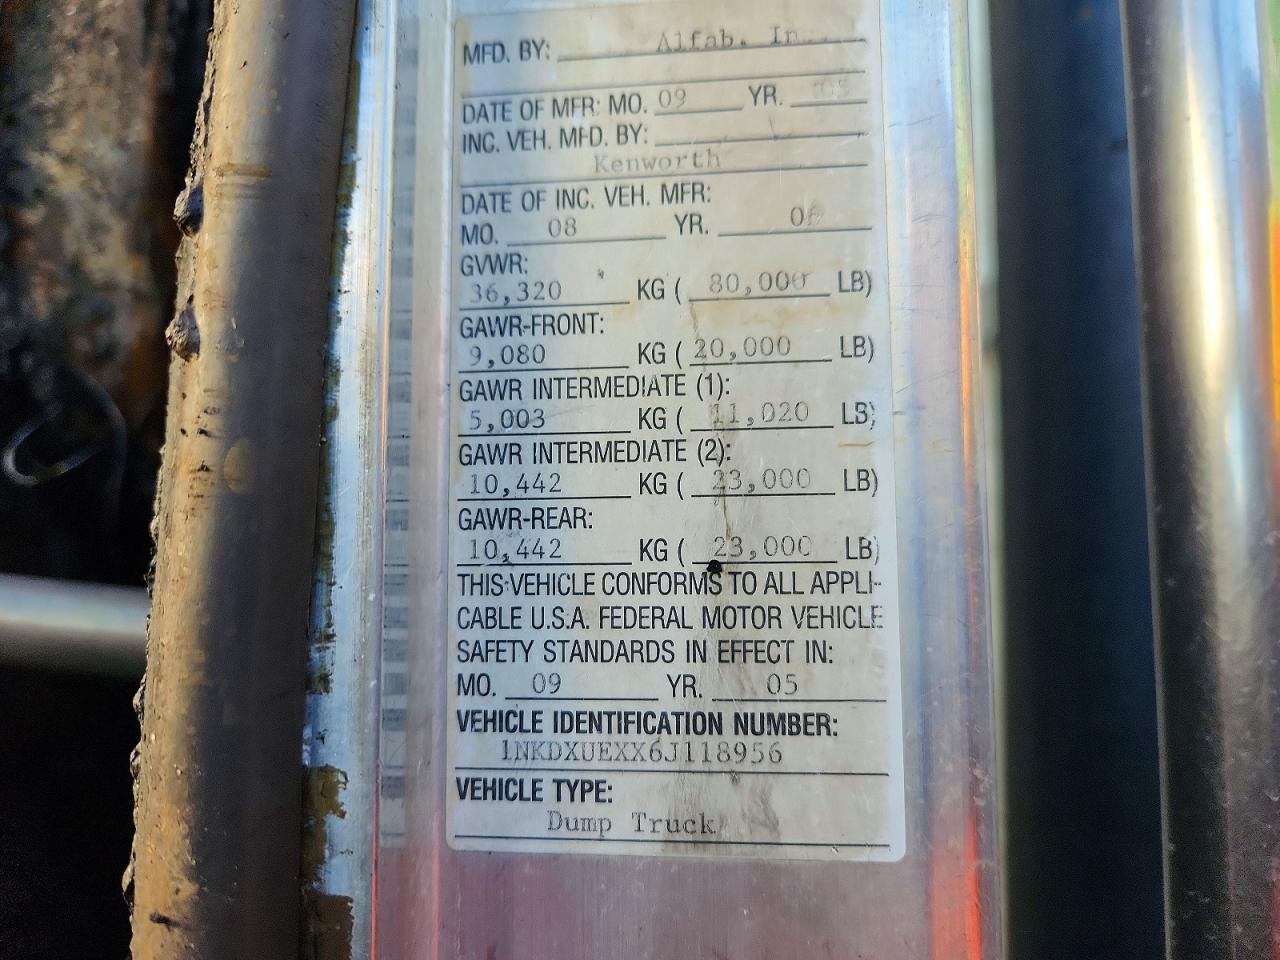 MFD. BY: Alfab. In
DATE OF MFR: MO. 09 YR. 05
INC. VEH. MFD. BY:
Kenworth
DATE OF INC. VEH. MFR:
MO. 08 YR.
GVWR:
36,320 KG ( 80,000 LB)
GAWR-FRONT:
9,080 KG ( 20,000 LB)
GAWR INTERMEDIATE (1):
5,003 KG ( 11,020 LB)
GAWR INTERMEDIATE (2):
10,442 KG ( 23,000 LB)
GAWR-REAR:
10,442 KG ( 23,000 LB)
THIS VEHICLE CONFORMS TO ALL APPLI-
CABLE U.S.A. FEDERAL MOTOR VEHICLE
SAFETY STANDARDS IN EFFECT IN:
MO. 09 YR. 05
VEHICLE IDENTIFICATION NUMBER:
1NKDXUEXX6J118956
VEHICLE TYPE:
Dump Truck